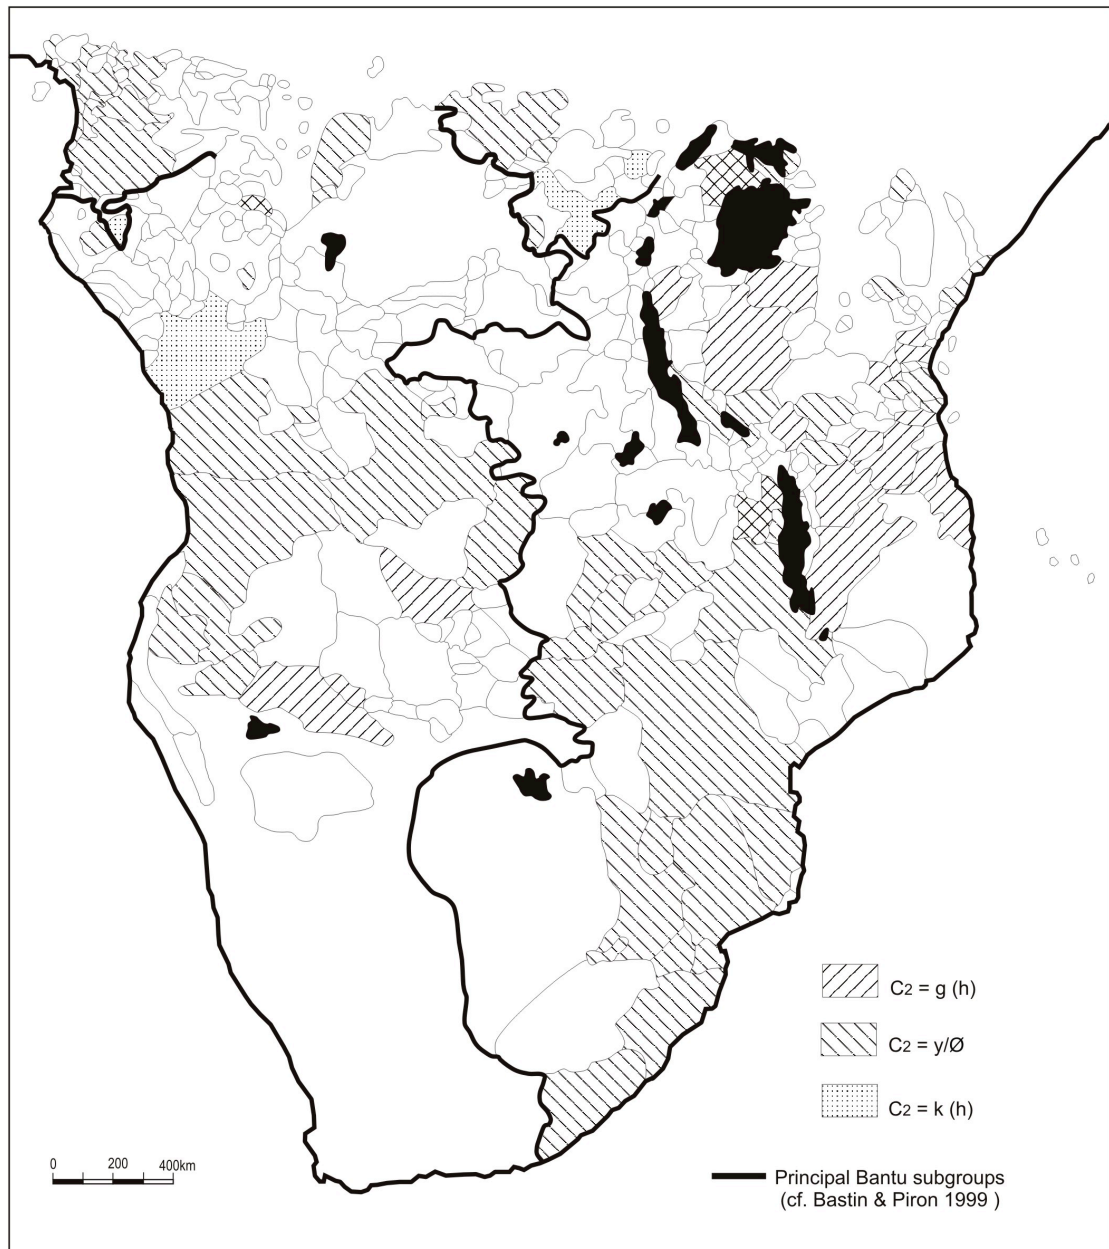 C2 = g (h)
C2 = y/Ø
C2 = k (h)
0 200 400km
Principal Bantu subgroups
(cf. Bastin & Piron 1999 )